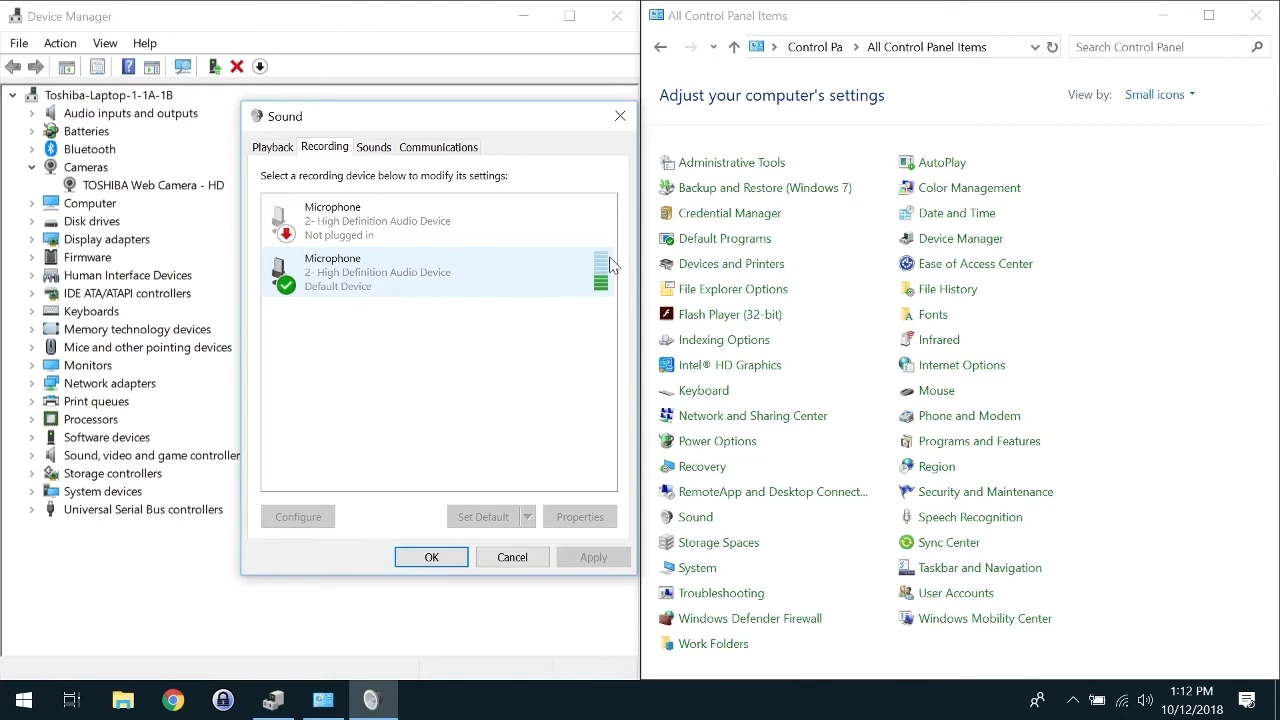 Device Manager
File Action View Help
Toshiba-Laptop-1-1A-1B
Audio inputs and outputs
Batteries
Bluetooth
Cameras
TOSHIBA Web Camera - HD
Computer
Disk drives
Display adapters
Firmware
Human Interface Devices
IDE ATA/ATAPI controllers
Keyboards
Memory technology devices
Mice and other pointing devices
Monitors
Network adapters
Print queues
Processors
Software devices
Sound, video and game controller
Storage controllers
System devices
Universal Serial Bus controllers
Sound
Playback Recording Sounds Communications
Select a recording device below to modify its settings:
Microphone
2- High Definition Audio Device
Not plugged in
Microphone
2- High Definition Audio Device
Default Device
Configure Set Default Properties
OK Cancel Apply
All Control Panel Items
Control Pa All Control Panel Items Search Control Panel
Adjust your computer's settings View by: Small icons
Administrative Tools AutoPlay
Backup and Restore (Windows 7) Color Management
Credential Manager Date and Time
Default Programs Device Manager
Devices and Printers Ease of Access Center
File Explorer Options File History
Flash Player (32-bit) Fonts
Indexing Options Infrared
Intel® HD Graphics Internet Options
Keyboard Mouse
Network and Sharing Center Phone and Modem
Power Options Programs and Features
Recovery Region
RemoteApp and Desktop Connect... Security and Maintenance
Sound Speech Recognition
Storage Spaces Sync Center
System Taskbar and Navigation
Troubleshooting User Accounts
Windows Defender Firewall Windows Mobility Center
Work Folders
1:12 PM
10/12/2018